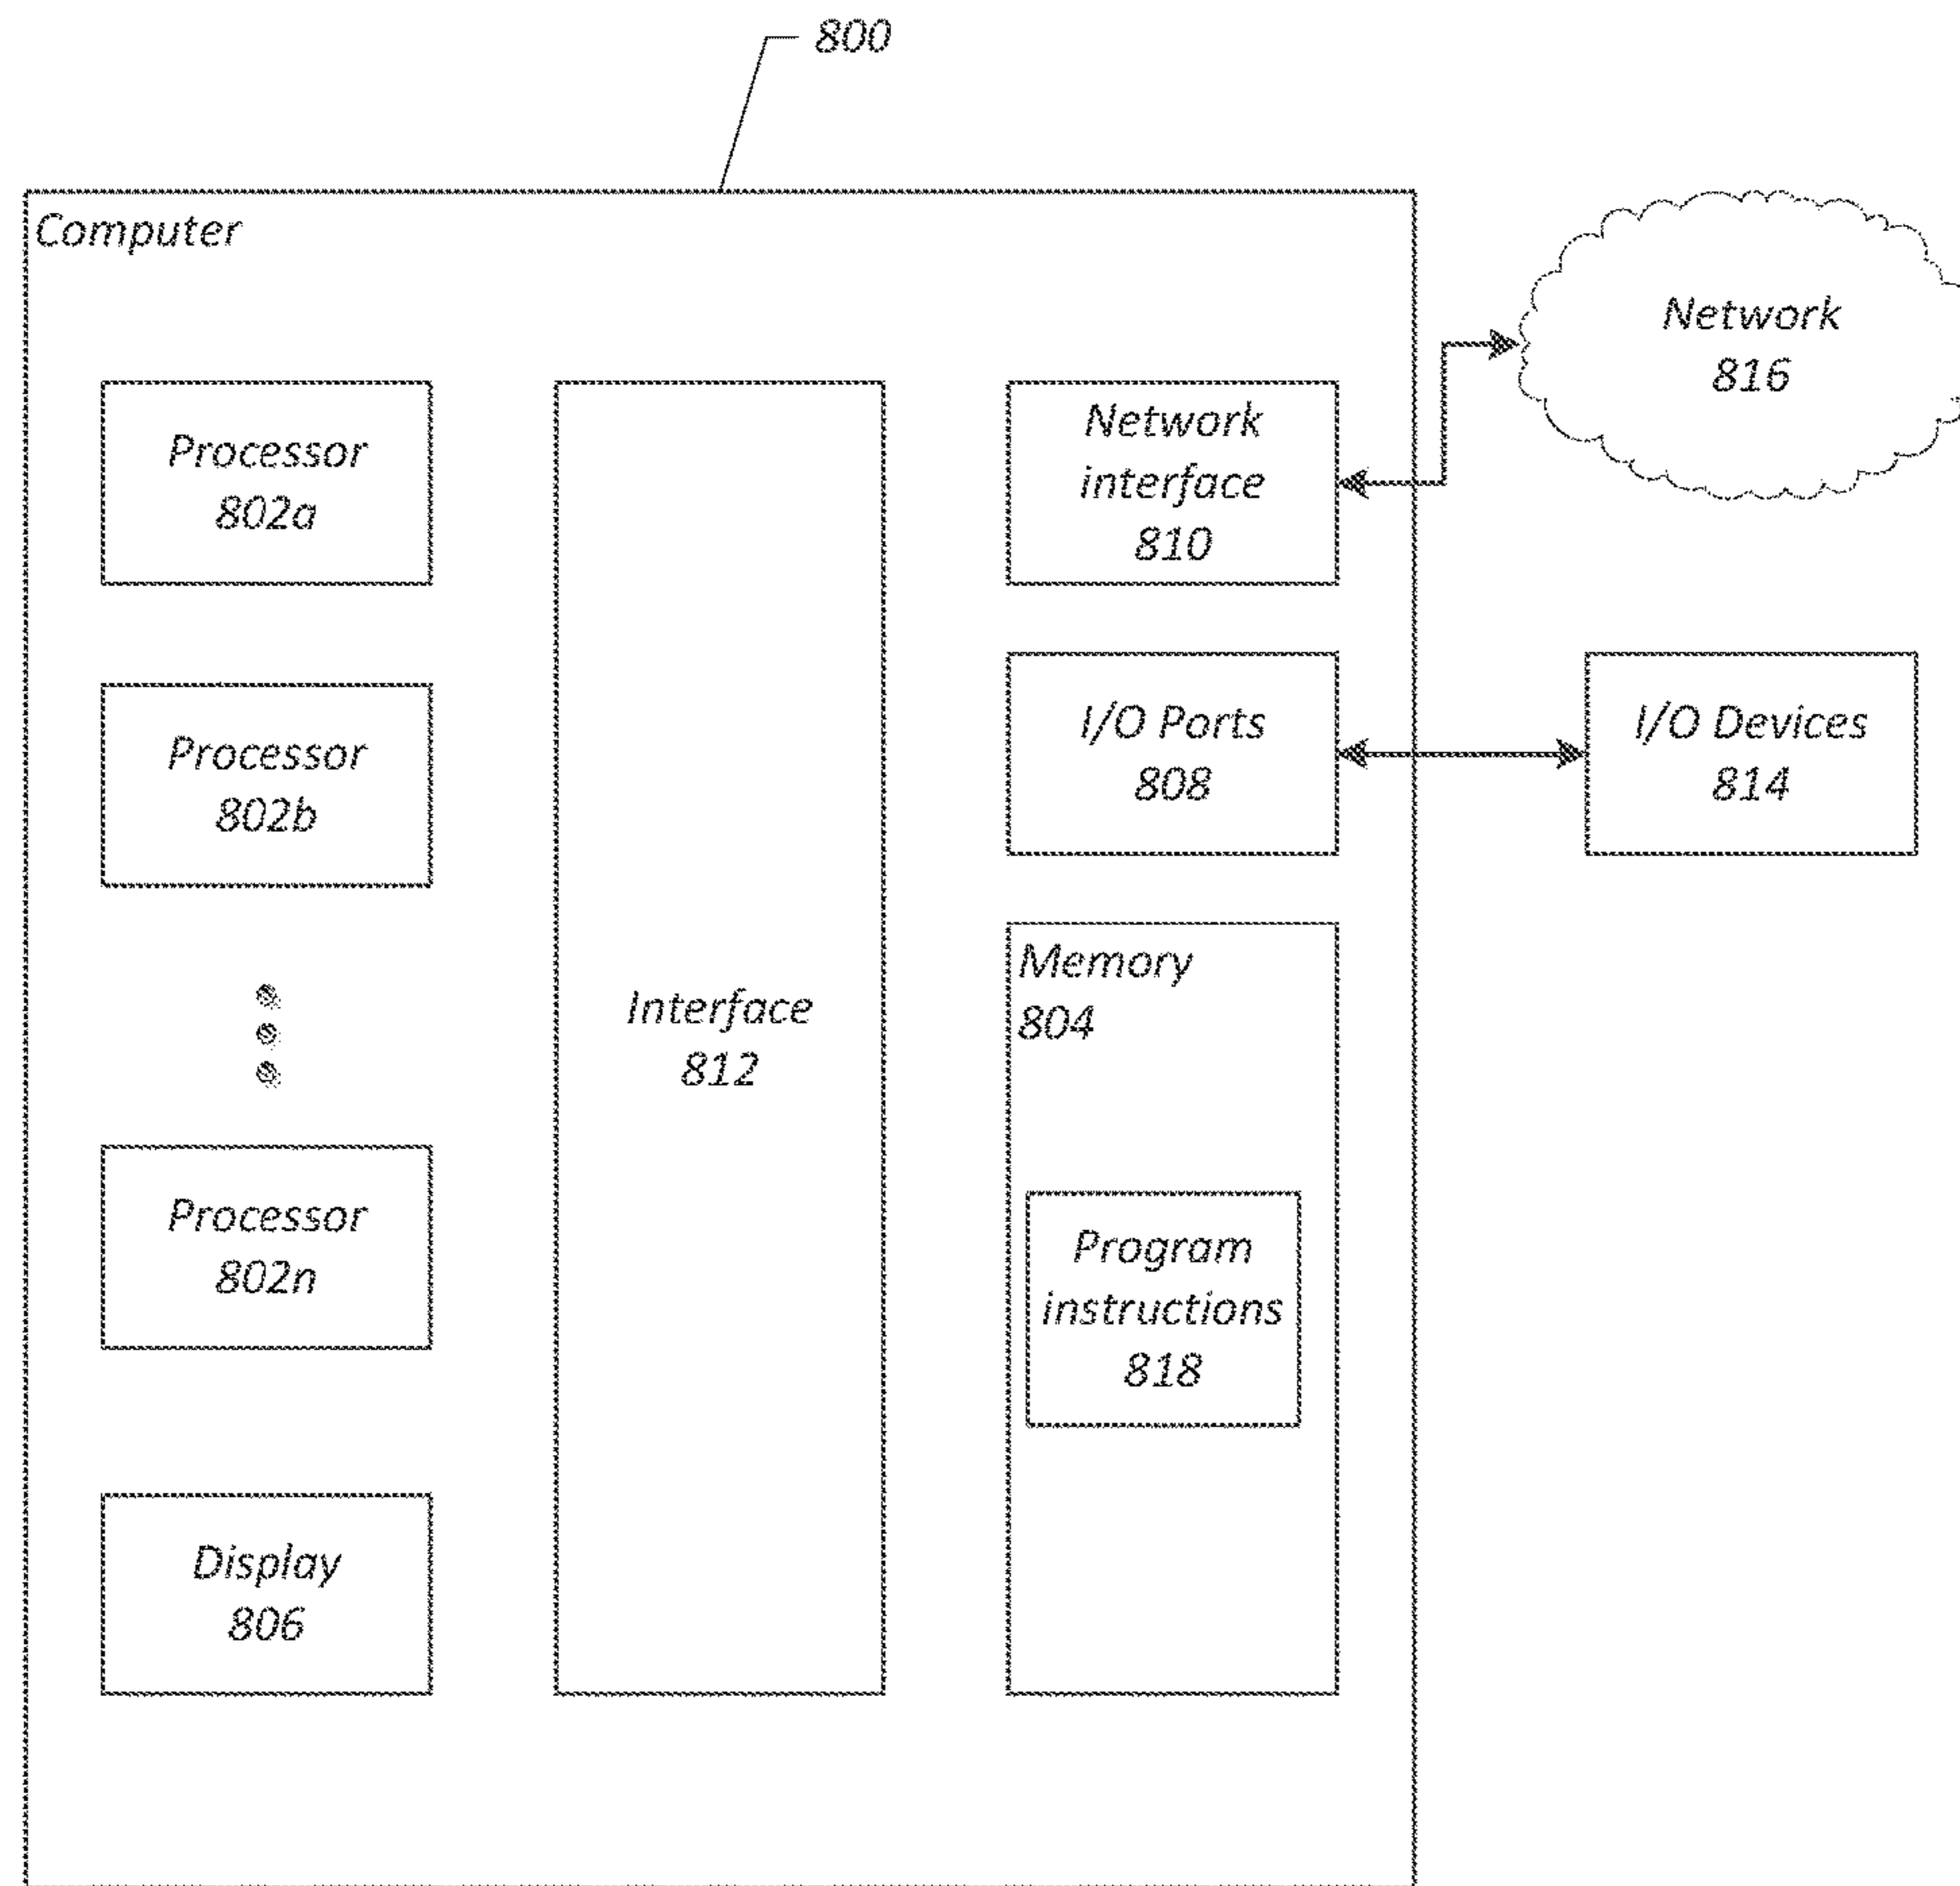 800
Computer
Network
816
Processor
802a
Network
interface
810
Processor
802b
I/O Ports
808
I/O Devices
814
Interface
812
Memory
804
Processor
802n
Program
instructions
818
Display
806